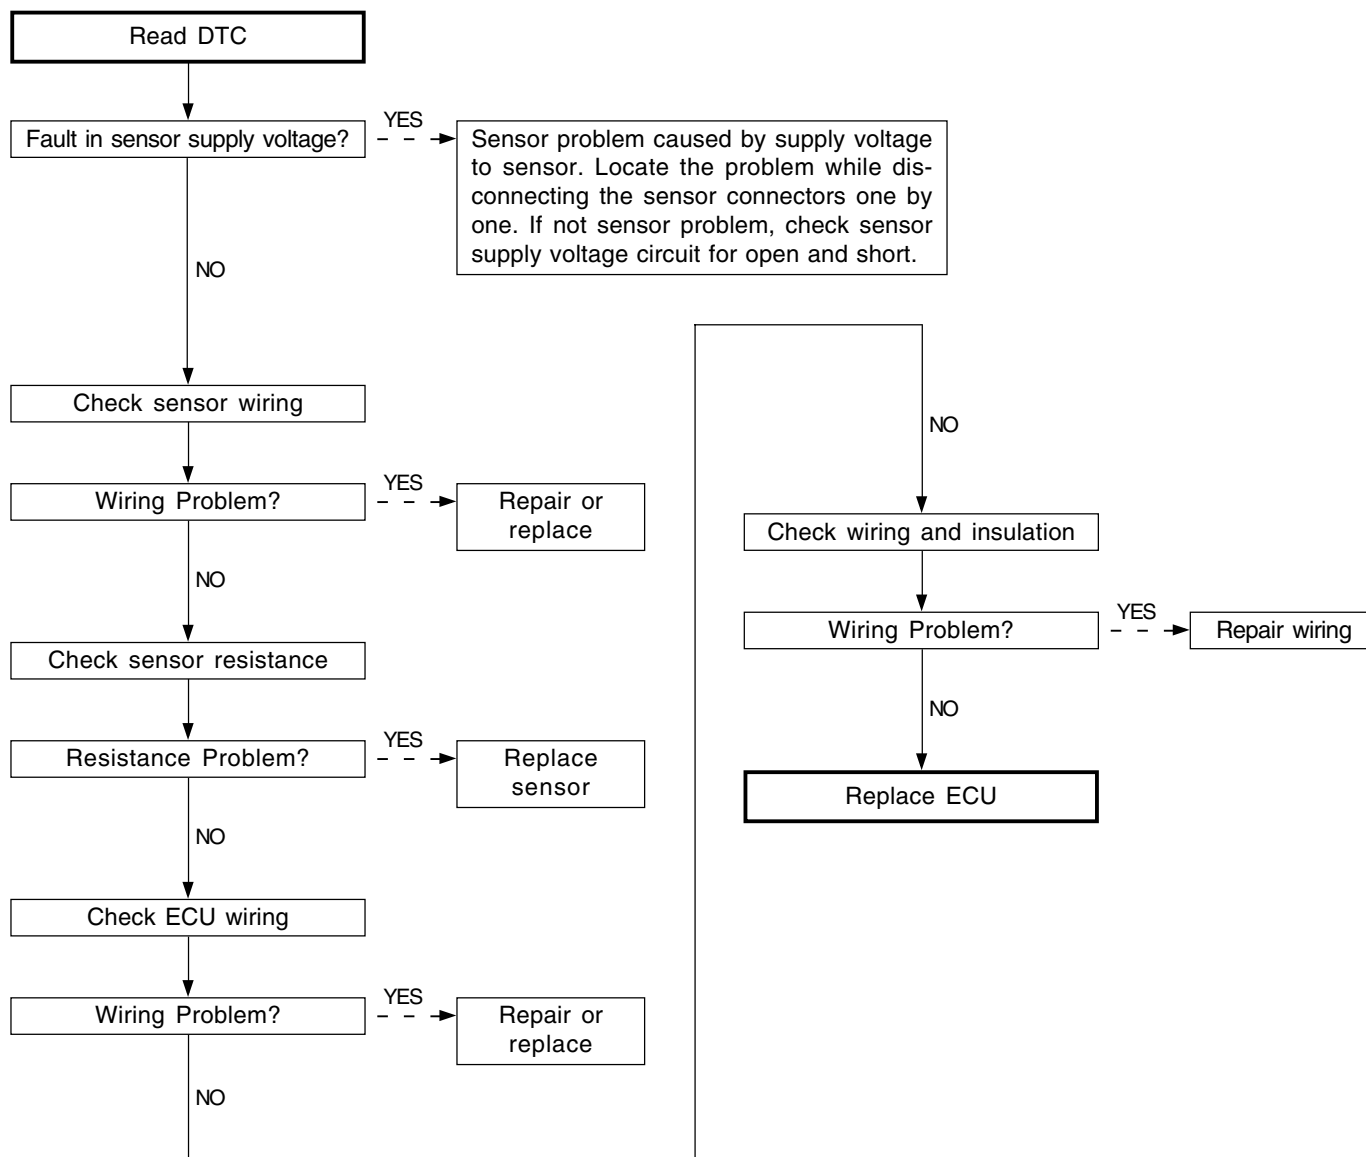 Read DTC
Fault in sensor supply voltage?
YES
Sensor problem caused by supply voltage
to sensor. Locate the problem while dis-
connecting the sensor connectors one by
one. If not sensor problem, check sensor
supply voltage circuit for open and short.
NO
Check sensor wiring
Wiring Problem?
YES
Repair or
replace
NO
Check sensor resistance
Resistance Problem?
YES
Replace
sensor
NO
Check ECU wiring
Wiring Problem?
YES
Repair or
replace
NO
NO
Check wiring and insulation
Wiring Problem?
YES
Repair wiring
NO
Replace ECU